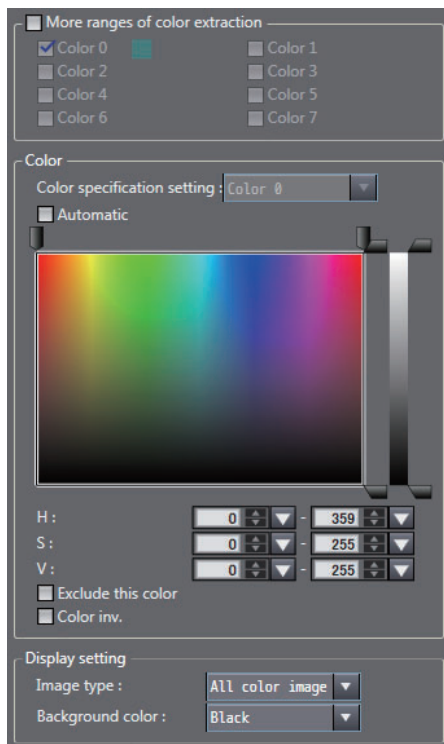 More ranges of color extraction
Color 0 Color 1
Color 2 Color 3
Color 4 Color 5
Color 6 Color 7
Color
Color specification setting : Color 0
Automatic
H : 0 - 359
S : 0 - 255
V : 0 - 255
Exclude this color
Color inv.
Display setting
Image type : All color image
Background color : Black